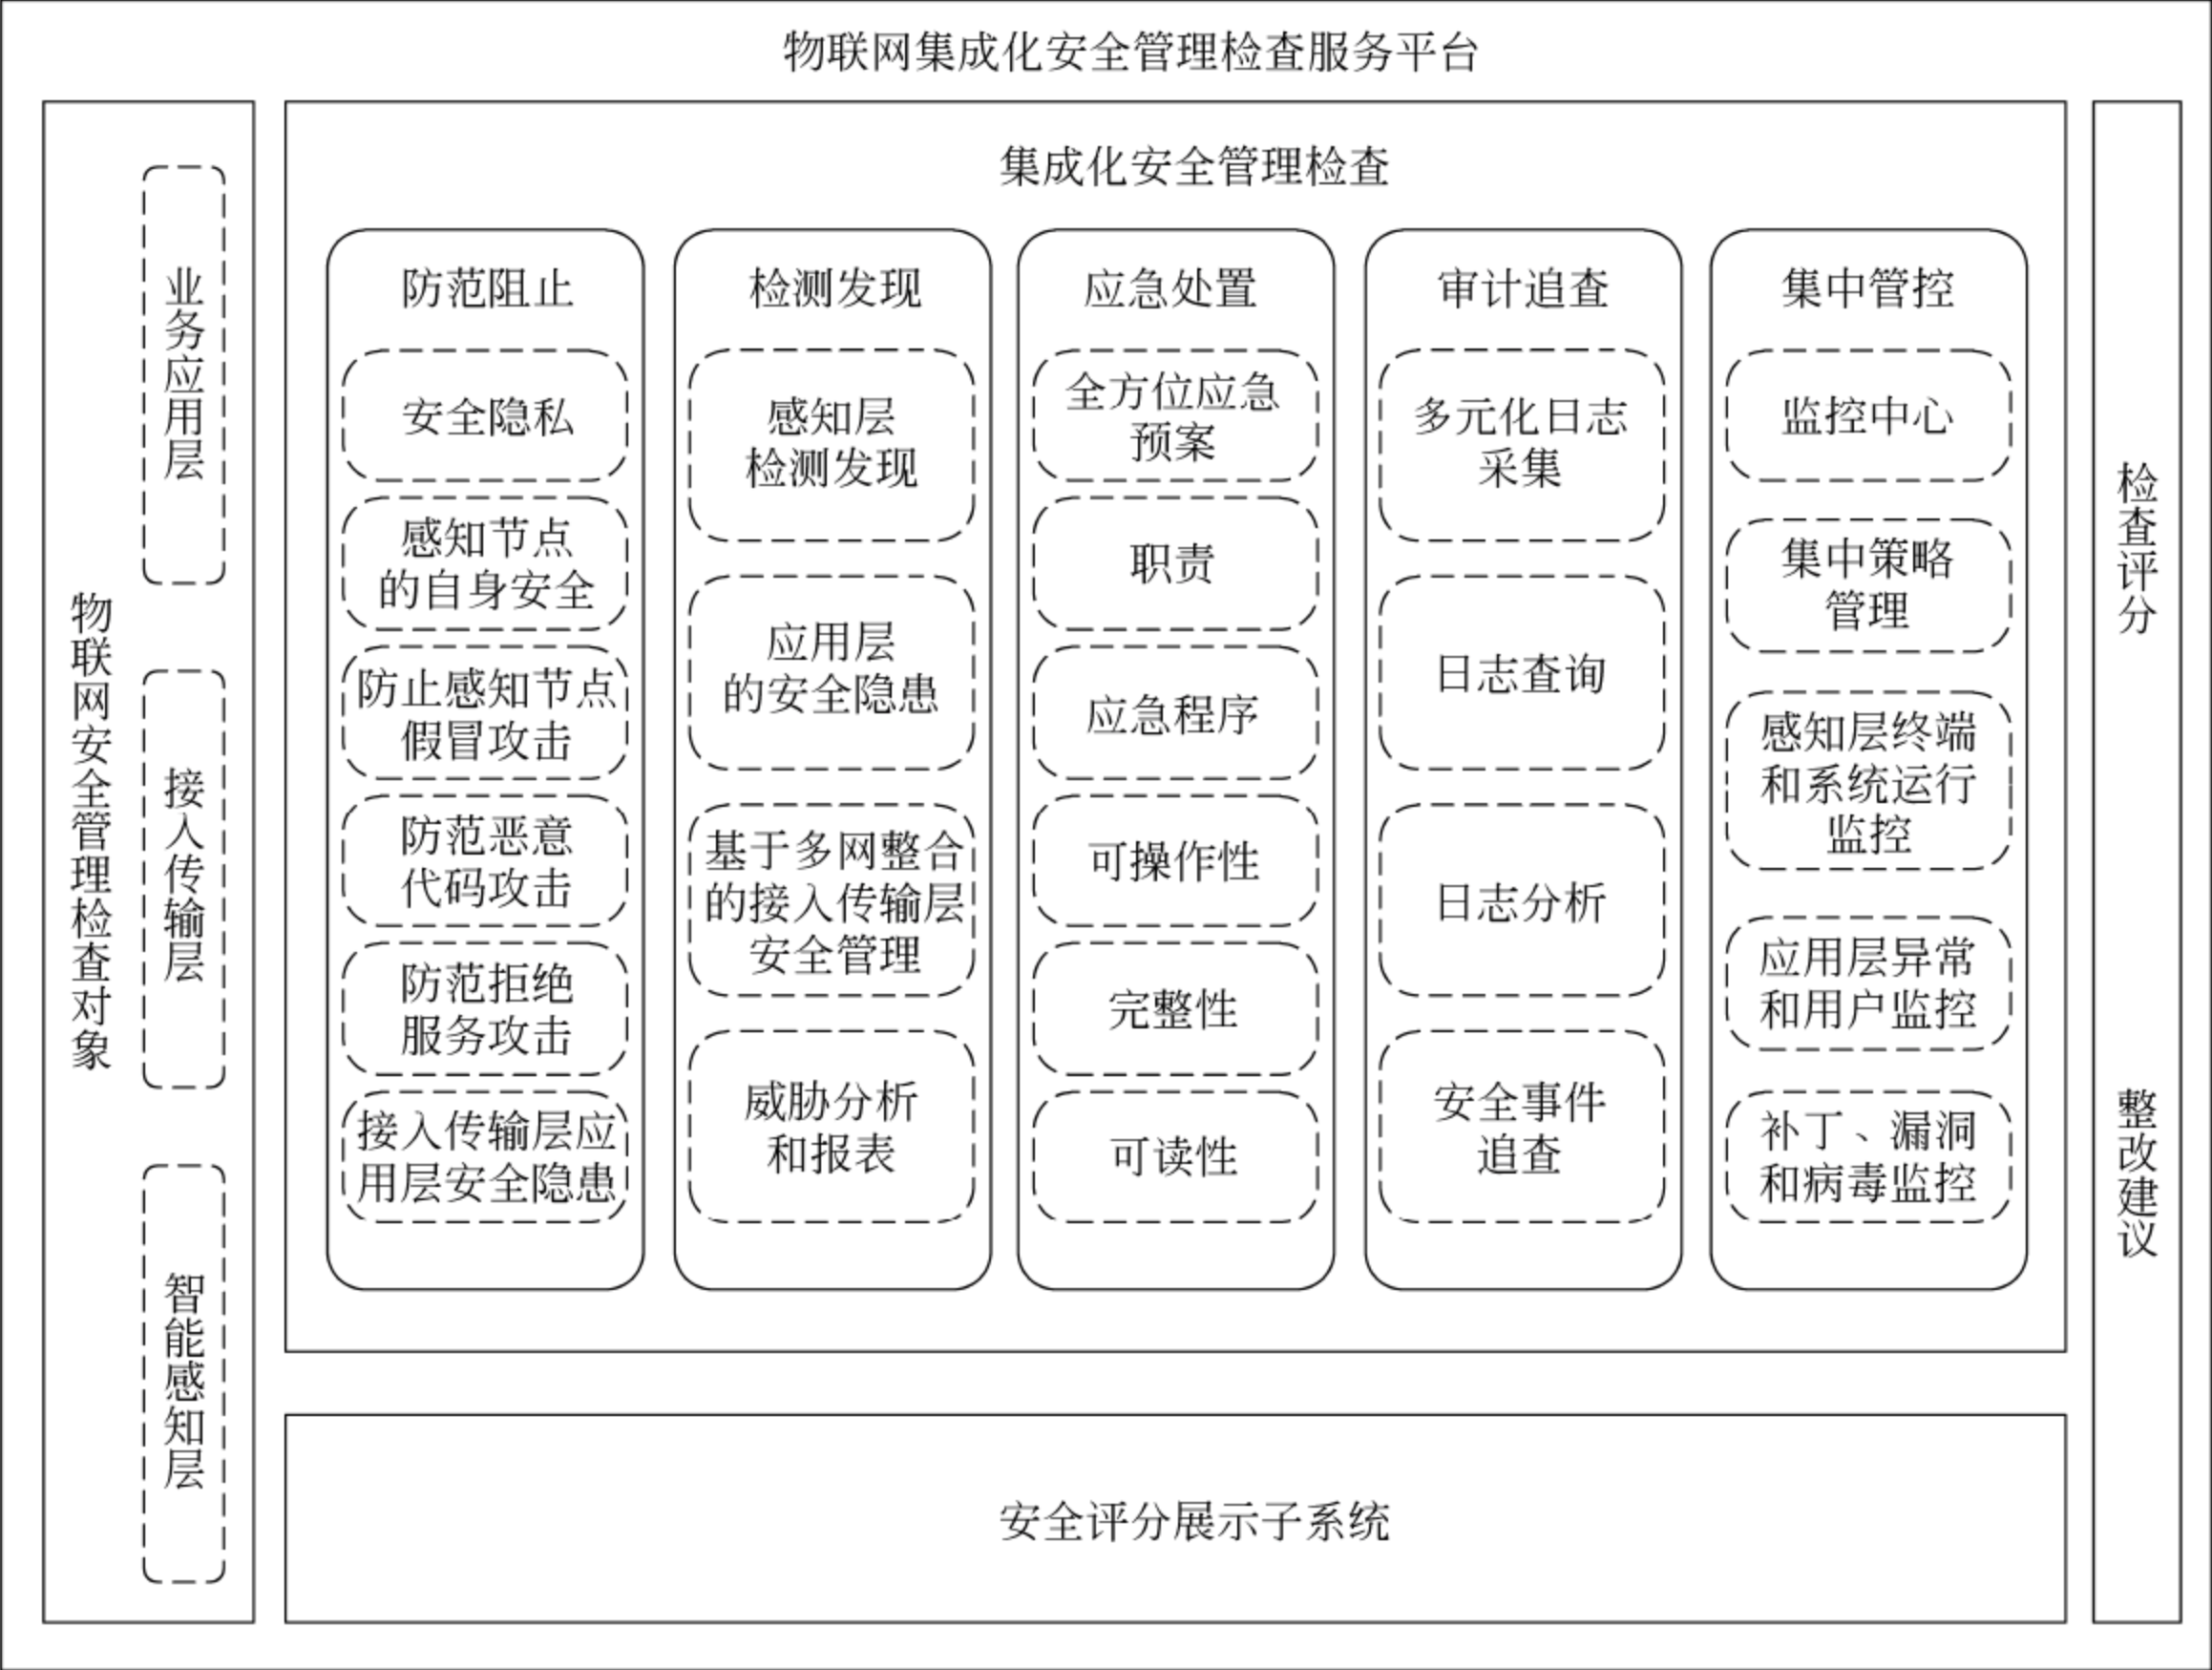 物联网集成化安全管理检查服务平台
物联网安全管理检查对象
业务应用层
接入传输层
智能感知层
集成化安全管理检查
防范阻止
安全隐私
感知节点
的自身安全
防止感知节点
假冒攻击
防范恶意
代码攻击
防范拒绝
服务攻击
接入传输层应
用层安全隐患
检测发现
感知层
检测发现
应用层
的安全隐患
基于多网整合
的接入传输层
安全管理
威胁分析
和报表
应急处置
全方位应急
预案
职责
应急程序
可操作性
完整性
可读性
审计追查
多元化日志
采集
日志查询
日志分析
安全事件
追查
集中管控
监控中心
集中策略
管理
感知层终端
和系统运行
监控
应用层异常
和用户监控
补丁、漏洞
和病毒监控
安全评分展示子系统
检查评分
整改建议